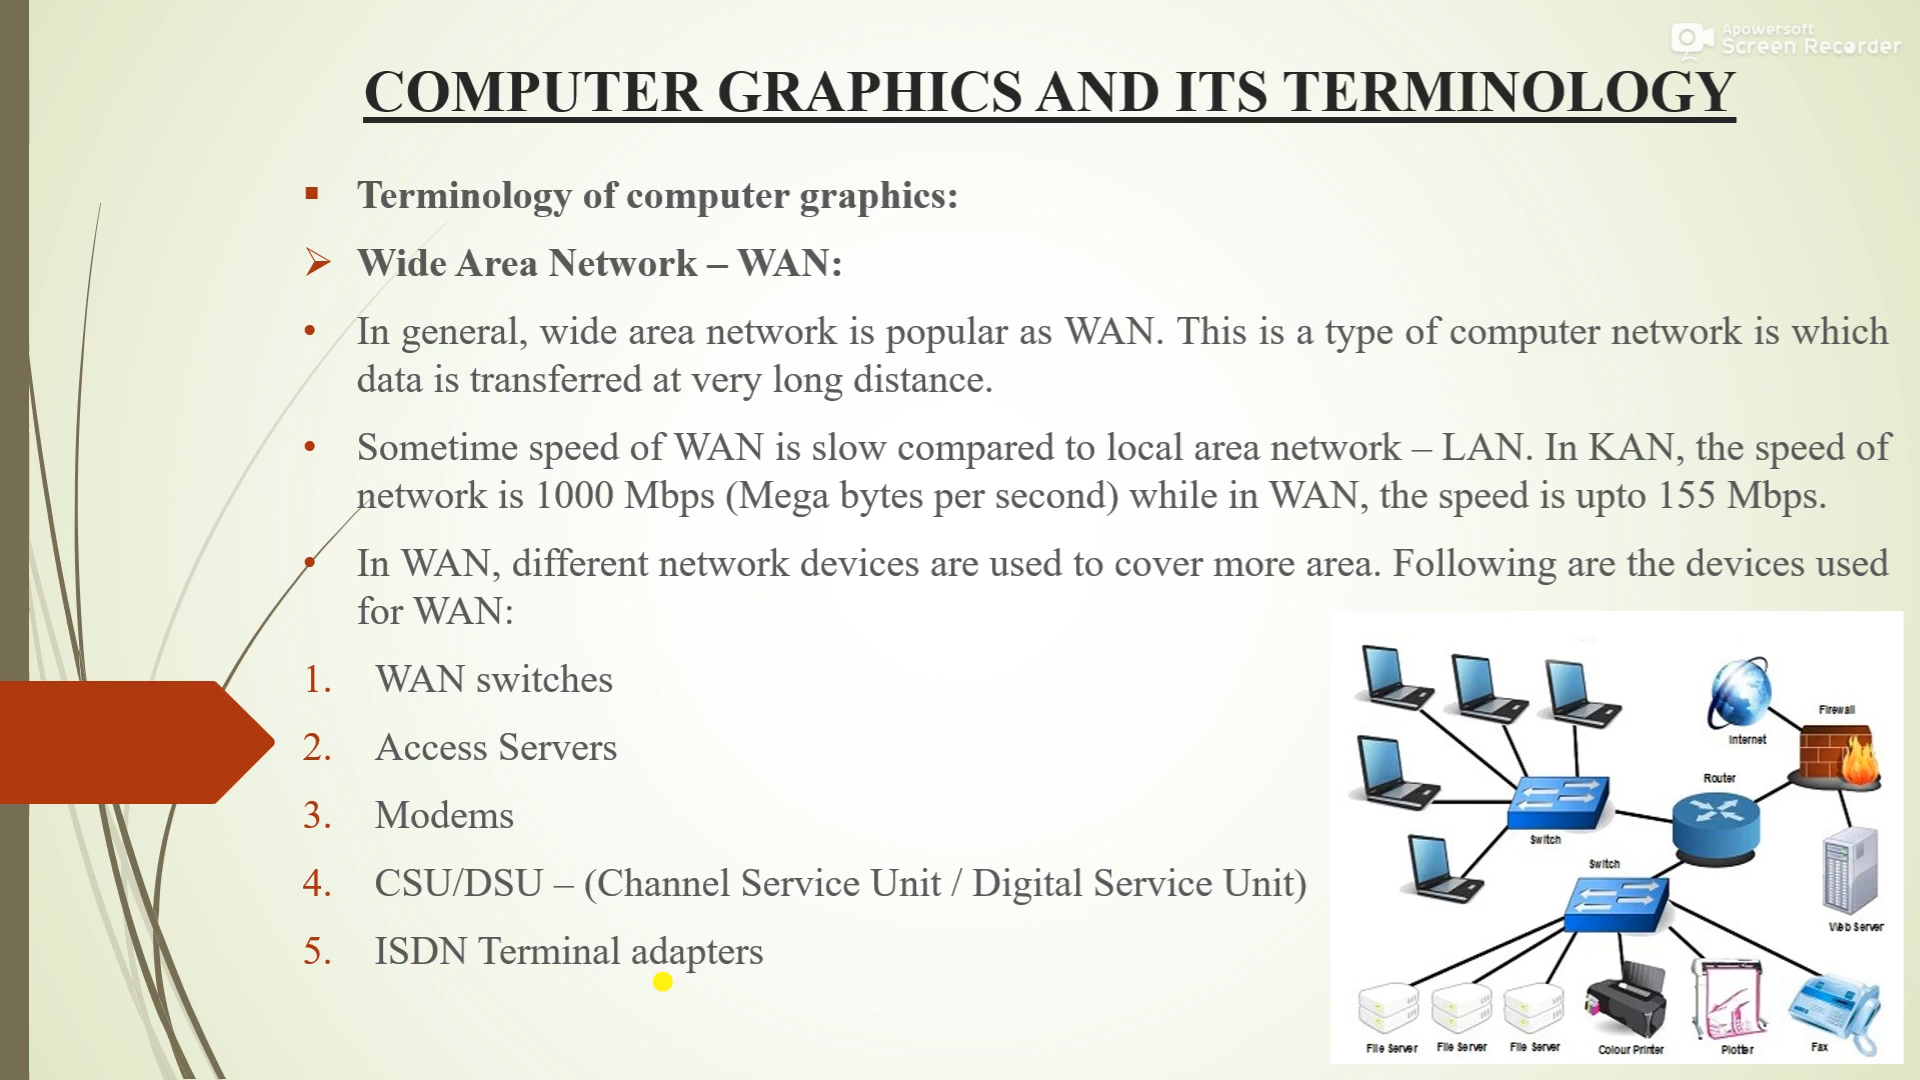 Apowersoft
Screen Recorder
COMPUTER GRAPHICS AND ITS TERMINOLOGY
Terminology of computer graphics:
Wide Area Network – WAN:
In general, wide area network is popular as WAN. This is a type of computer network is which
data is transferred at very long distance.
Sometime speed of WAN is slow compared to local area network – LAN. In KAN, the speed of
network is 1000 Mbps (Mega bytes per second) while in WAN, the speed is upto 155 Mbps.
In WAN, different network devices are used to cover more area. Following are the devices used
for WAN:
1. WAN switches
2. Access Servers
3. Modems
4. CSU/DSU – (Channel Service Unit / Digital Service Unit)
5. ISDN Terminal adapters
Firewall
Internet
Router
Switch
Switch
Web Server
File Server
File Server
File Server
Colour Printer
Plotter
Fax